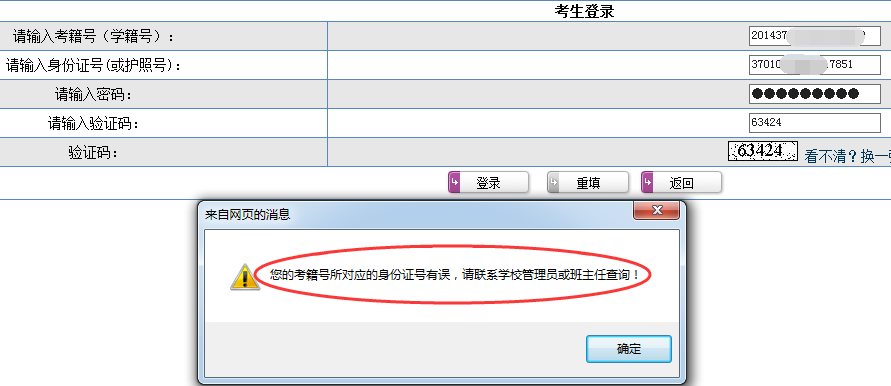 考生登录
请输入考籍号（学籍号）：
201437
请输入身份证号(或护照号)：
37010 7851
请输入密码：
●●●●●●●●●
请输入验证码：
63424
验证码：
63424 看不清？换一
登录 重填 返回
来自网页的消息
您的考籍号所对应的身份证号有误，请联系学校管理员或班主任查询！
确定